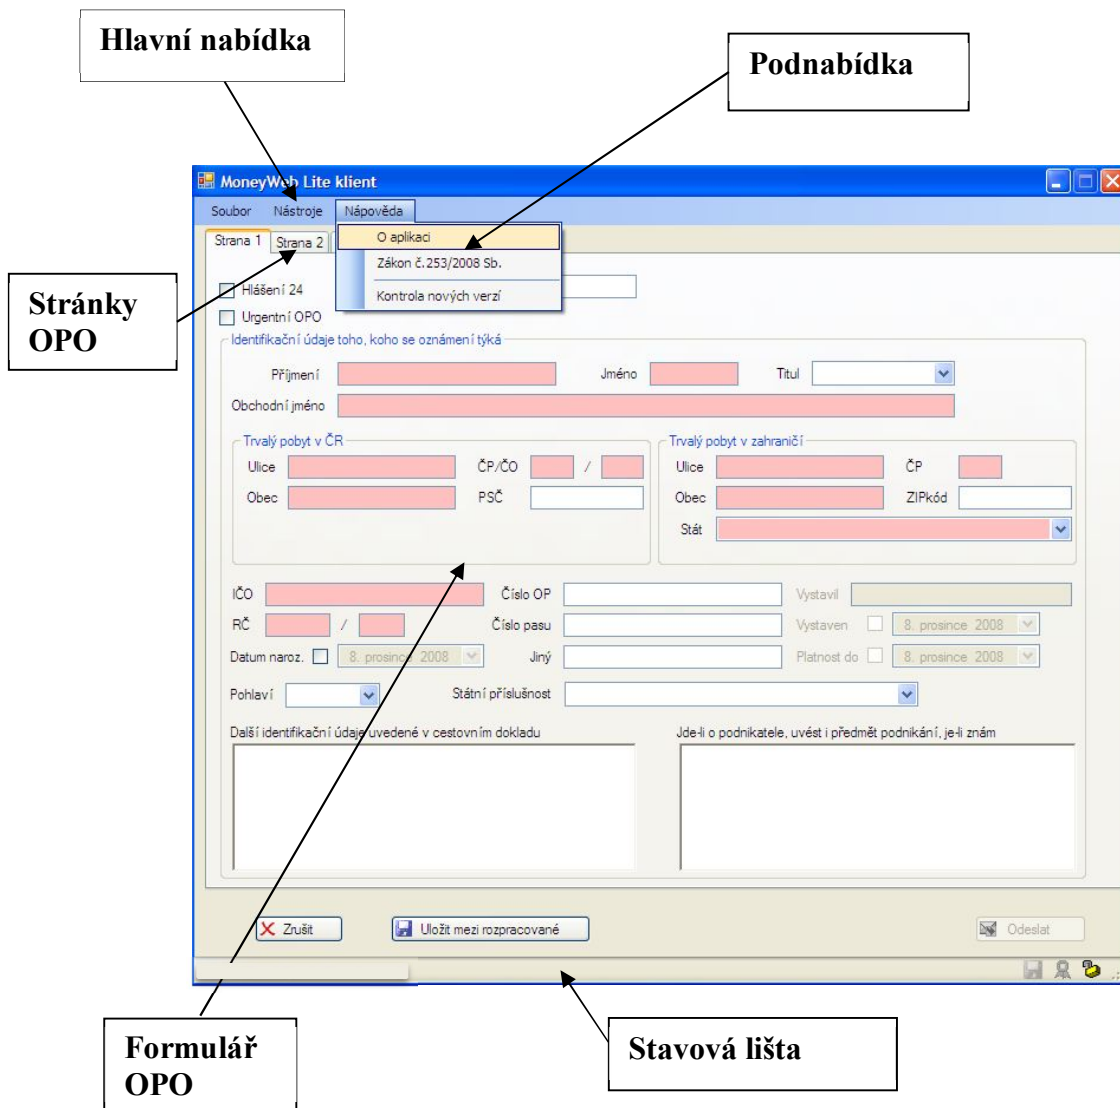 Hlavní nabídka
Podnabídka
MoneyWeb Lite klient
Soubor Nástroje Nápověda
Strana 1 Strana 2
O aplikaci
Zákon č.253/2008 Sb.
Kontrola nových verzí
Stránky
OPO
Hlášení 24
Urgentní OPO
Identifikační údaje toho, koho se oznámení týká
Příjmení Jméno Titul
Obchodní jméno
Trvalý pobyt v ČR Trvalý pobyt v zahraničí
Ulice ČP/ČO / Ulice ČP
Obec PSČ Obec ZIPkód
Stát
IČO Číslo OP Vystavil
RČ / Číslo pasu Vystaven 8. prosince 2008
Datum naroz. 8. prosince 2008 Jiný Platnost do 8. prosince 2008
Pohlaví Státní příslušnost
Další identifikační údaje uvedené v cestovním dokladu Jde-li o podnikatele, uvést i předmět podnikání, je-li znám
Zrušit Uložit mezi rozpracované Odeslat
Formulář
OPO
Stavová lišta